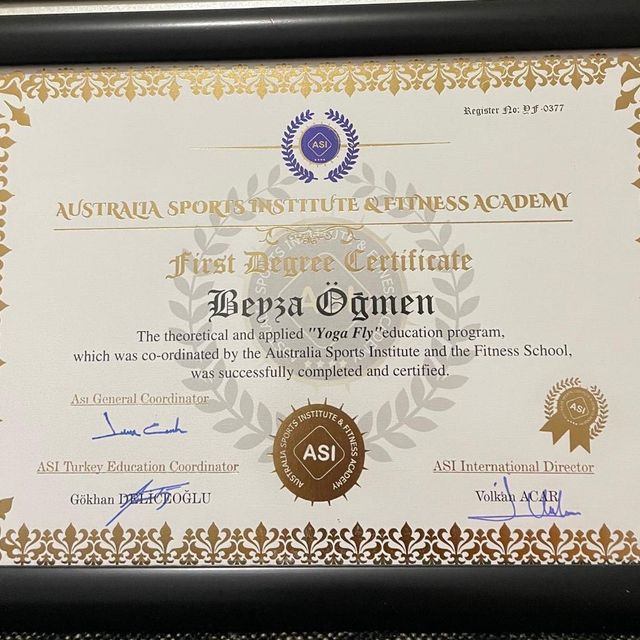 Register No: YF-0377
ASI
AUSTRALIA SPORTS INSTITUTE & FITNESS ACADEMY
First Degree Certificate
Beyza Öğmen
The theoretical and applied "Yoga Fly" education program,
which was co-ordinated by the Australia Sports Institute and the Fitness School,
was successfully completed and certified.
ASI General Coordinator
ASI Turkey Education Coordinator
Gökhan DELİCEOĞLU
AUSTRALIA SPORTS INSTITUTE & FITNESS ACADEMY
ASI
ASI
ASI International Director
Volkan ACAR